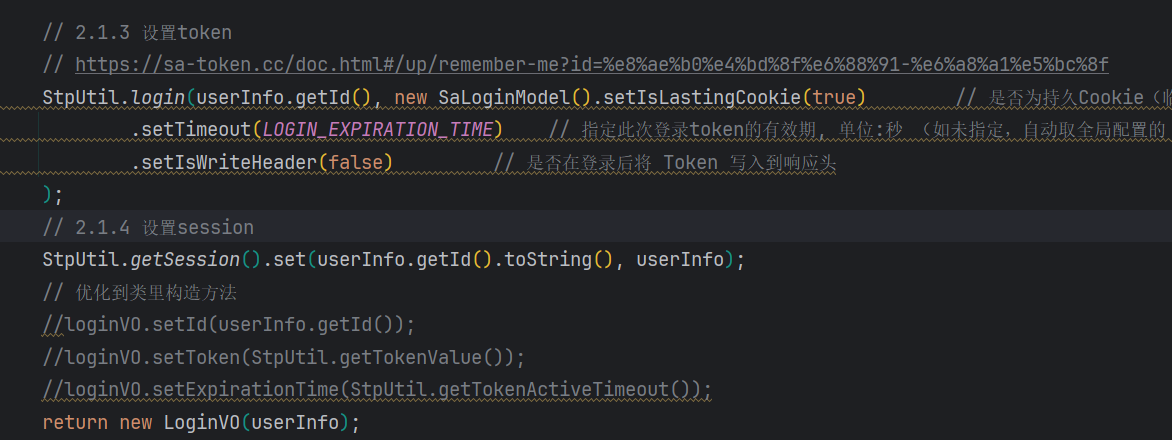 // 2.1.3 设置token
// https://sa-token.cc/doc.html#/up/remember-me?id=%e8%ae%b0%e4%bd%8f%e6%88%91-%e6%a8%a1%e5%bc%8f
StpUtil.login(userInfo.getId(), new SaLoginModel().setIsLastingCookie(true) // 是否为持久Cookie（临
.setTimeout(LOGIN_EXPIRATION_TIME) // 指定此次登录token的有效期, 单位:秒 （如未指定，自动取全局配置的
.setIsWriteHeader(false) // 是否在登录后将 Token 写入到响应头
);
// 2.1.4 设置session
StpUtil.getSession().set(userInfo.getId().toString(), userInfo);
// 优化到类里构造方法
//loginVO.setId(userInfo.getId());
//loginVO.setToken(StpUtil.getTokenValue());
//loginVO.setExpirationTime(StpUtil.getTokenActiveTimeout());
return new LoginVO(userInfo);